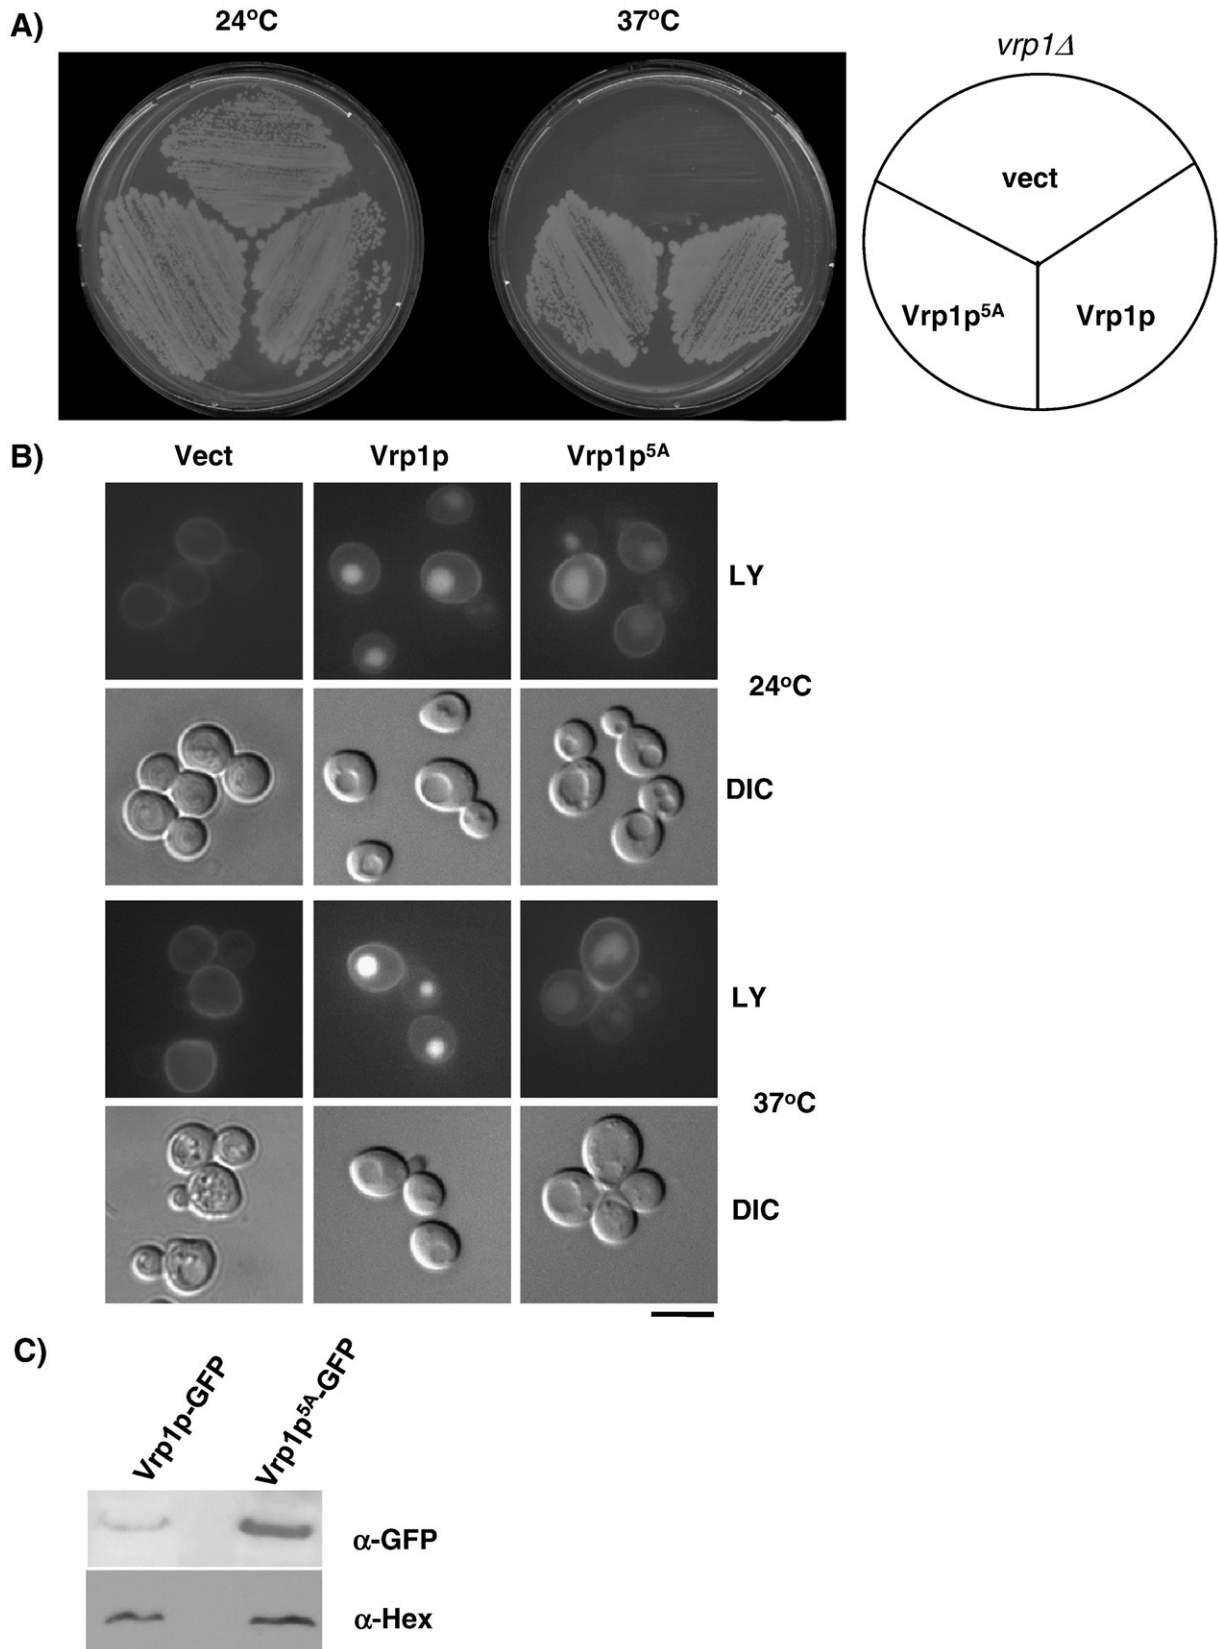 A)
24°C 37°C
vrp1Δ
vect
Vrp1p5A Vrp1p
B)
Vect Vrp1p Vrp1p5A
LY
24°C
DIC
LY
37°C
DIC
C)
Vrp1p-GFP Vrp1p5A-GFP
α-GFP
α-Hex